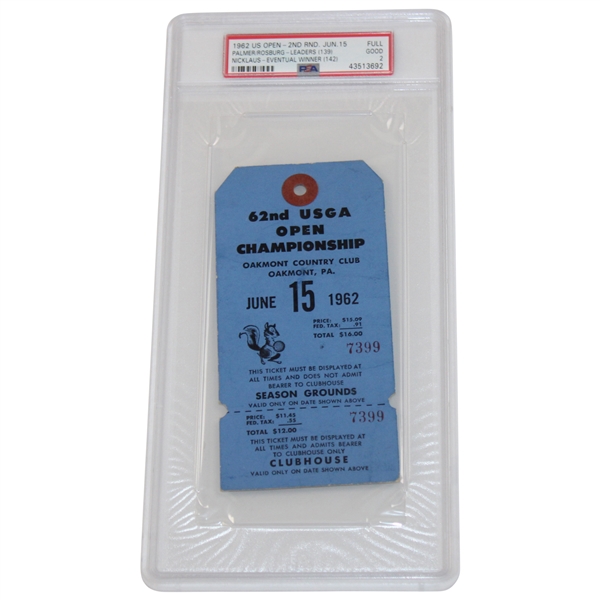 1962 US OPEN - 2ND RND. JUN.15 FULL
PALMER/ROSBURG - LEADERS (139) GOOD
NICKLAUS - EVENTUAL WINNER (142) 2
PSA 43513692
62nd USGA
OPEN
CHAMPIONSHIP
OAKMONT COUNTRY CLUB
OAKMONT, PA.
JUNE 15 1962
PRICE: $15.09
FED. TAX: .91
TOTAL $16.00
7399
THIS TICKET MUST BE DISPLAYED AT
ALL TIMES AND DOES NOT ADMIT
BEARER TO CLUBHOUSE
SEASON GROUNDS
VALID ONLY ON DATE SHOWN ABOVE
PRICE: $11.45
FED. TAX: .55
TOTAL $12.00
7399
THIS TICKET MUST BE DISPLAYED AT
ALL TIMES AND ADMITS BEARER
TO CLUBHOUSE ONLY
CLUBHOUSE
VALID ONLY ON DATE SHOWN ABOVE